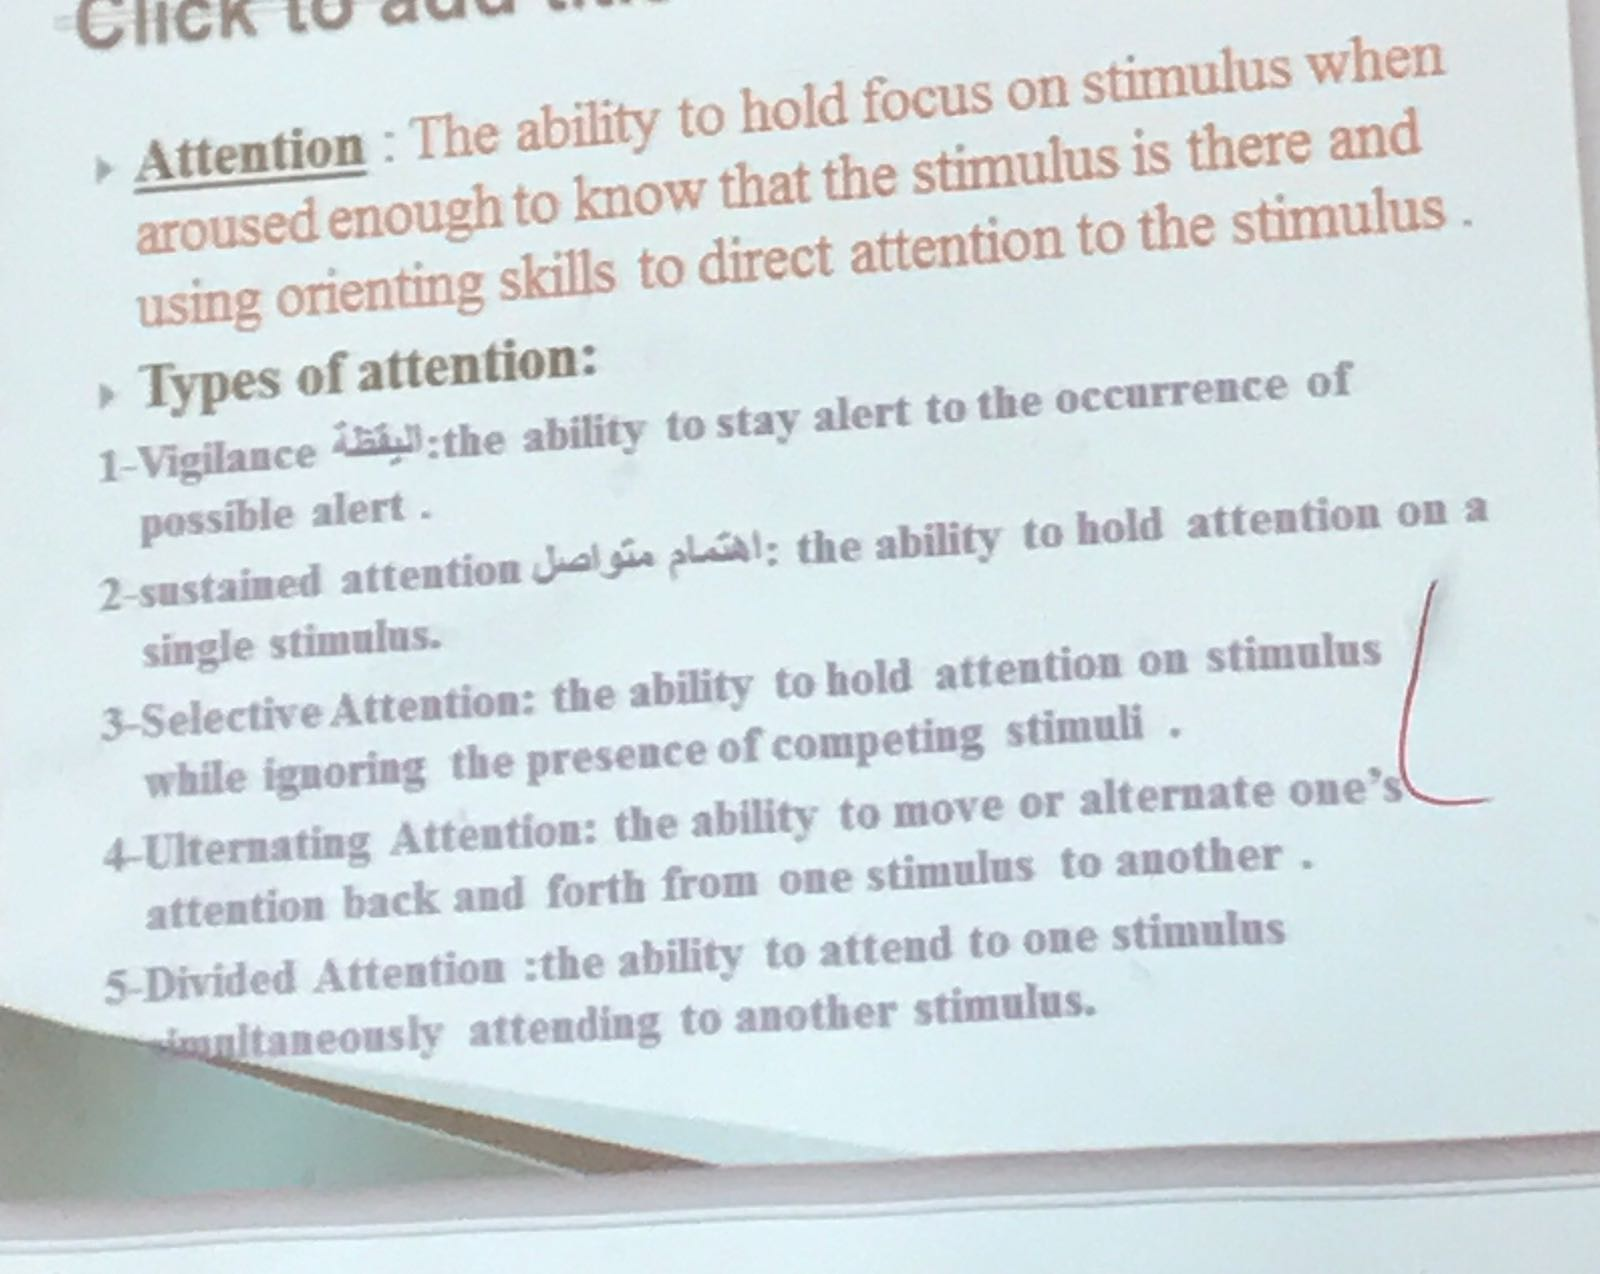 Click to add
Attention : The ability to hold focus on stimulus when
aroused enough to know that the stimulus is there and
using orienting skills to direct attention to the stimulus .
Types of attention:
1-Vigilance اليقظة:the ability to stay alert to the occurrence of
possible alert .
2-sustained attention اهتمام متواصل: the ability to hold attention on a
single stimulus.
3-Selective Attention: the ability to hold attention on stimulus
while ignoring the presence of competing stimuli .
4-Ulternating Attention: the ability to move or alternate one's
attention back and forth from one stimulus to another .
5-Divided Attention :the ability to attend to one stimulus
simultaneously attending to another stimulus.